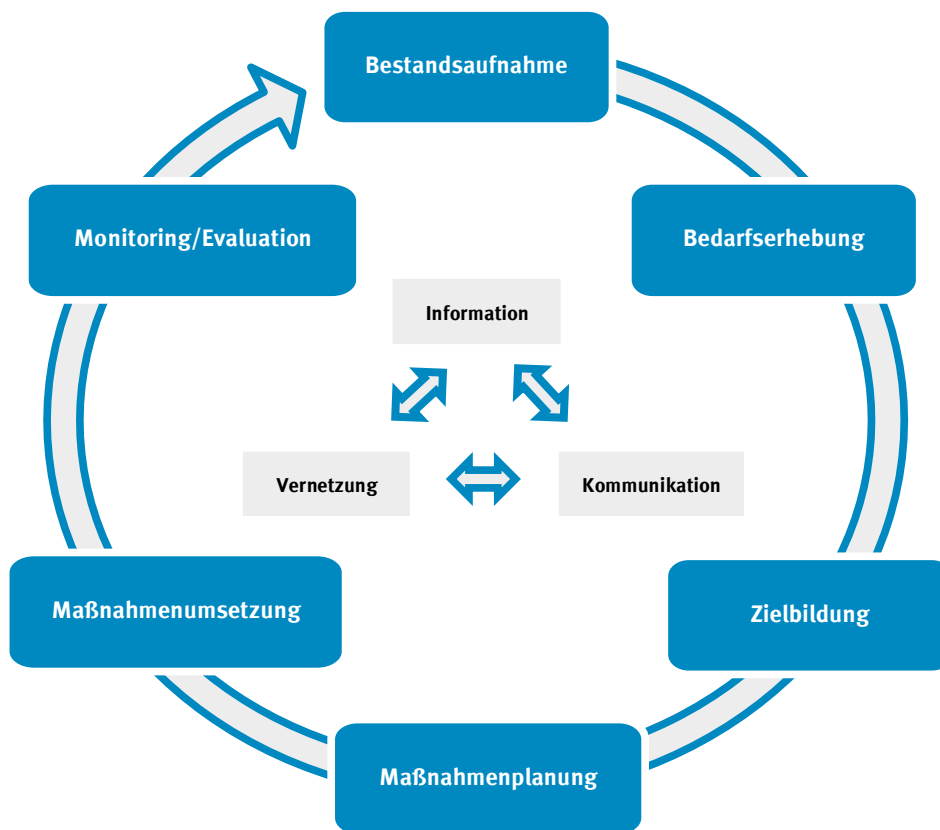 Bestandsaufnahme
Monitoring/Evaluation
Bedarfserhebung
Information
Vernetzung
Kommunikation
Maßnahmenumsetzung
Zielbildung
Maßnahmenplanung